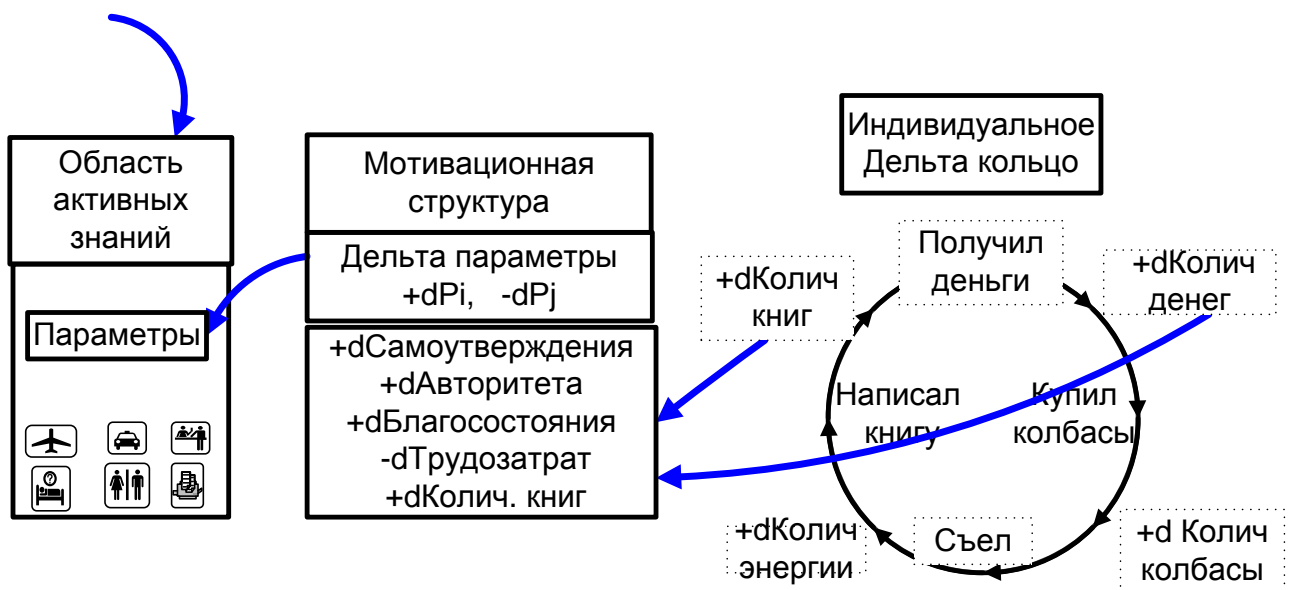 Область
активных
знаний
Параметры
?
Мотивационная
структура
Дельта параметры
+dPi, -dPj
+dСамоутверждения
+dАвторитета
+dБлагосостояния
-dТрудозатрат
+dКолич. книг
Индивидуальное
Дельта кольцо
Получил
деньги
+dКолич
книг
+dКолич
денег
Написал
книгу
Купил
колбасы
+dКолич
энергии
Съел
+d Колич
колбасы